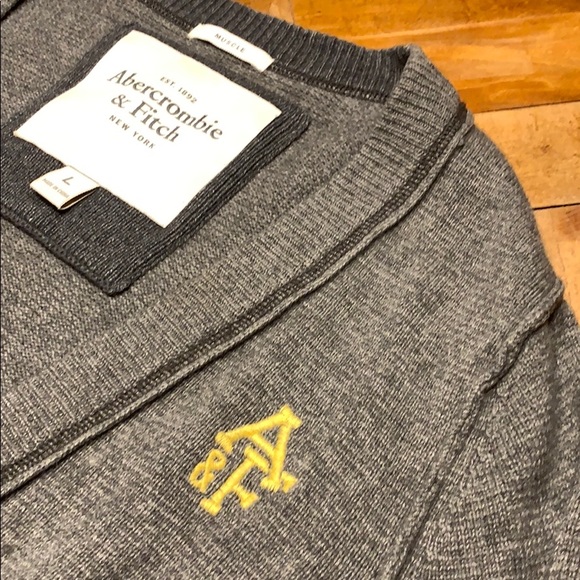 MUSCLE
EST. 1892
Abercrombie
& Fitch
NEW YORK
L
A
&F